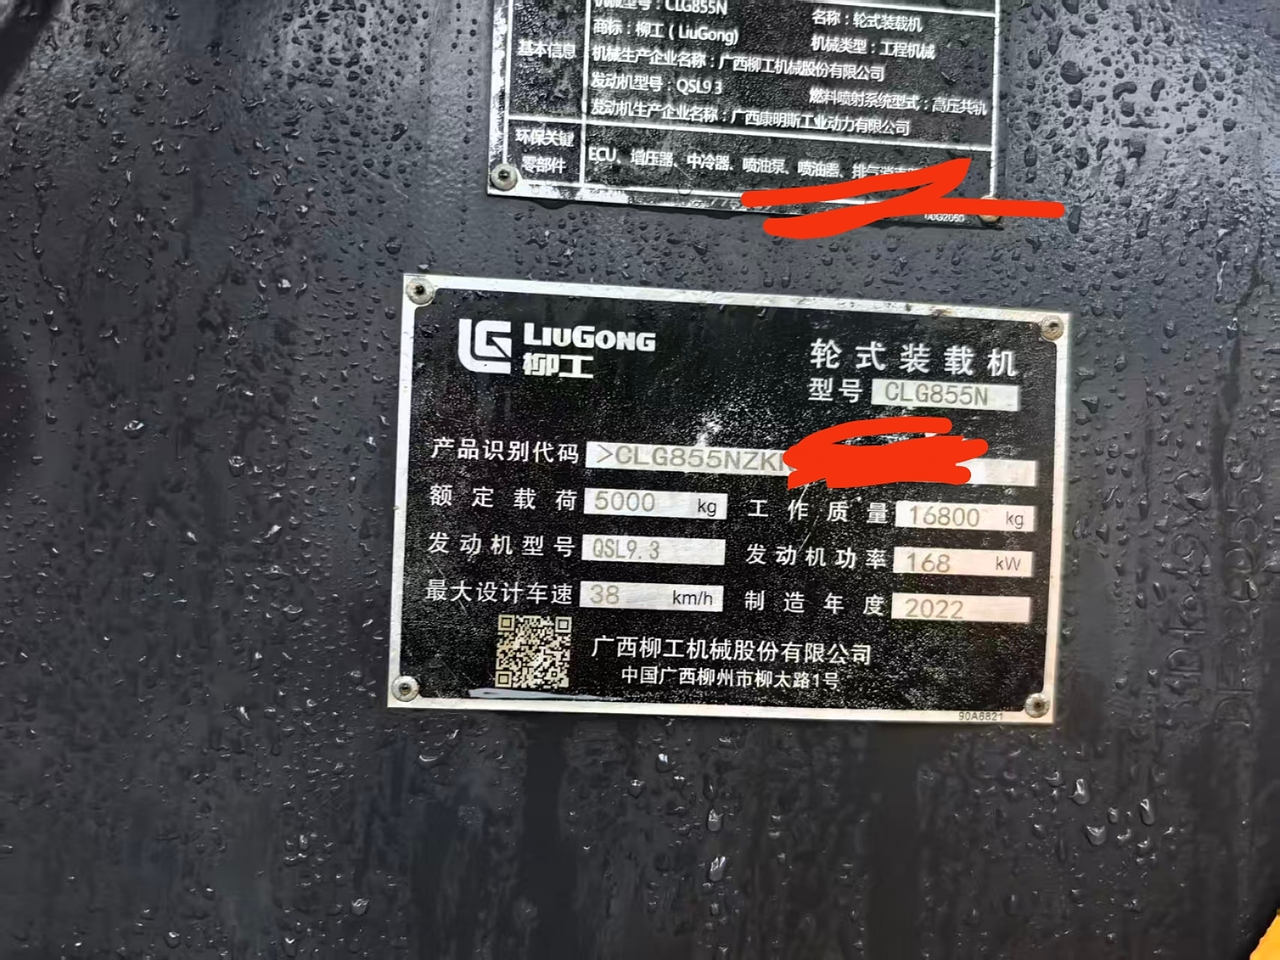 机械型号：CLG855N 名称：轮式装载机
商标：柳工（LiuGong) 机械类型：工程机械
基本信息
机械生产企业名称：广西柳工机械股份有限公司
发动机型号：QSL9 3 燃料喷射系统型式：高压共轨
发动机生产企业名称：广西康明斯工业动力有限公司
环保关键
零部件
ECU、增压器、中冷器、喷油泵、喷油器、排气
LG LIUGONG
柳工
轮式装载机
型号 CLG855N
产品识别代码 >CLG855NZK
额定载荷 5000 kg 工作质量 16800 kg
发动机型号 QSL9.3 发动机功率 168 kW
最大设计车速 38 km/h 制造年度 2022
广西柳工机械股份有限公司
中国广西柳州市柳太路1号
90A6821